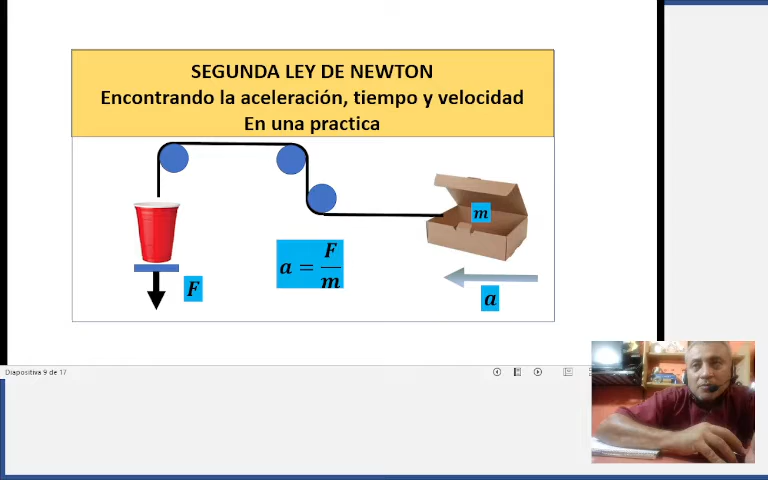 SEGUNDA LEY DE NEWTON
Encontrando la aceleración, tiempo y velocidad
En una practica
m
F
a = F/m
a
Diapositiva 9 de 17